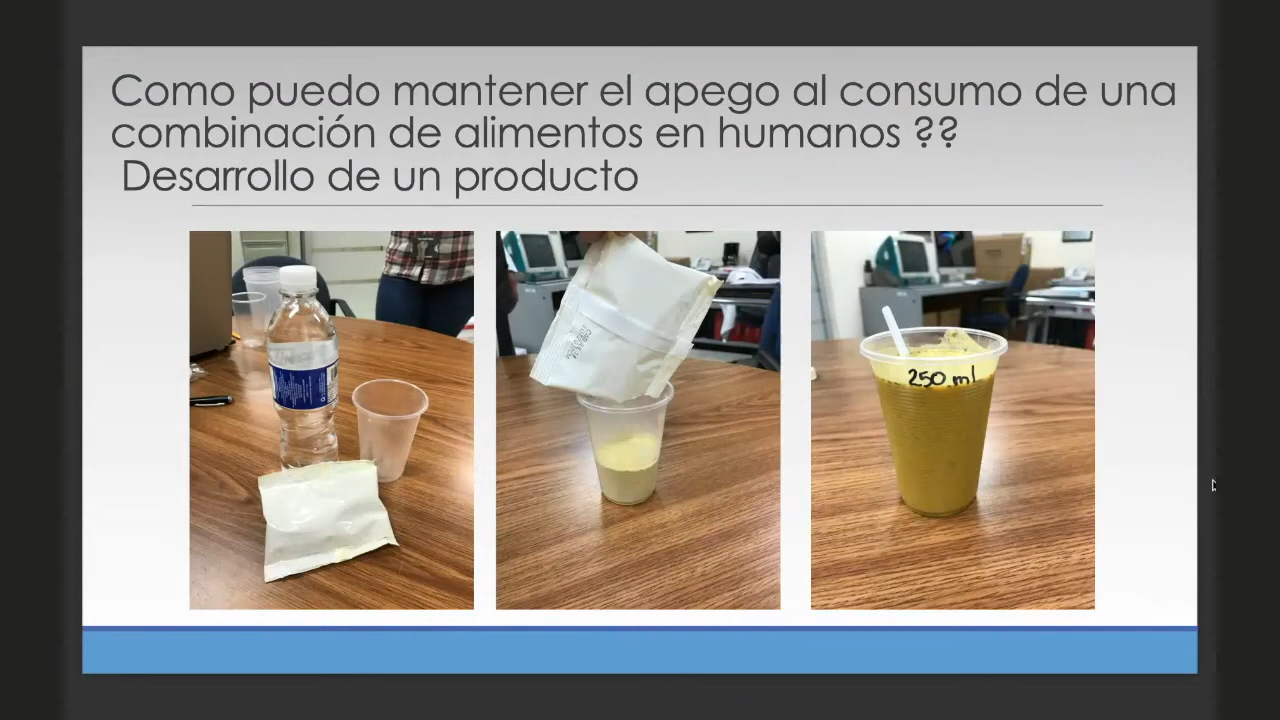 Como puedo mantener el apego al consumo de una
combinación de alimentos en humanos ??
Desarrollo de un producto
250 ml